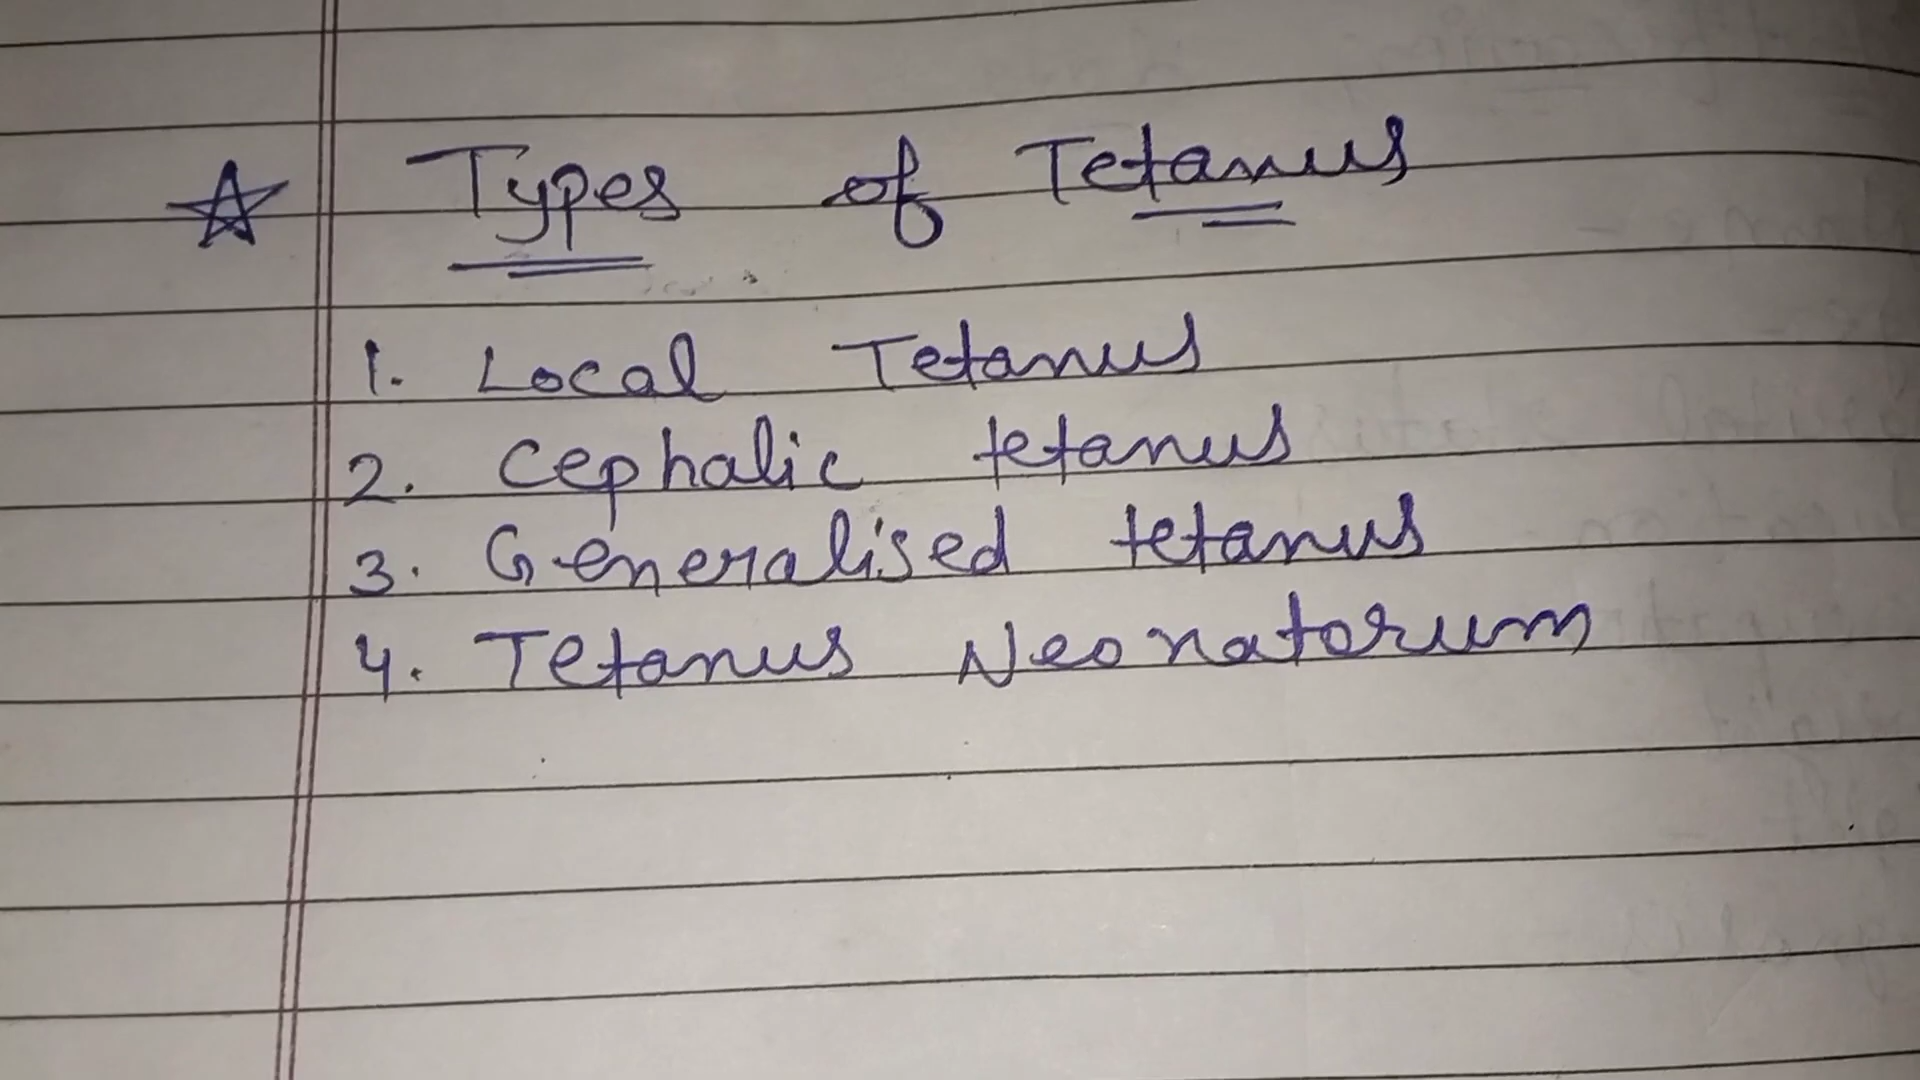 ☆ Types of Tetanus
1. Local Tetanus
2. Cephalic tetanus
3. Generalised tetanus
4. Tetanus Neonatorum